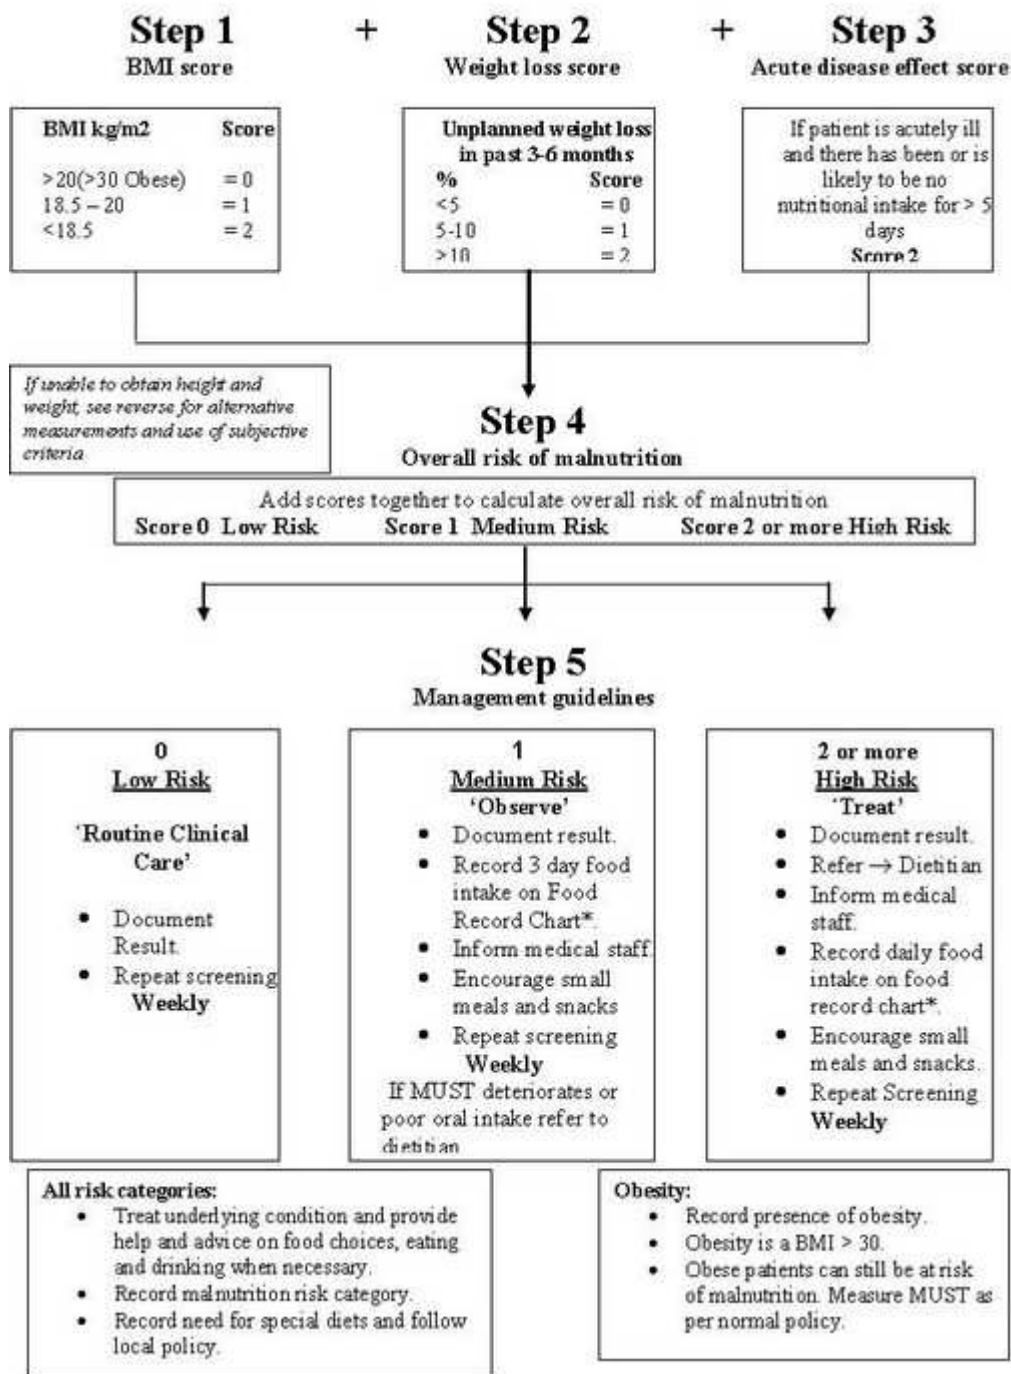 Step 1 + Step 2 + Step 3
BMI score Weight loss score Acute disease effect score
BMI kg/m2 Score
>20(>30 Obese) = 0
18.5 – 20 = 1
<18.5 = 2
Unplanned weight loss
in past 3-6 months
% Score
<5 = 0
5-10 = 1
>10 = 2
If patient is acutely ill
and there has been or is
likely to be no
nutritional intake for > 5
days
Score 2
If unable to obtain height and
weight, see reverse for alternative
measurements and use of subjective
criteria
Step 4
Overall risk of malnutrition
Add scores together to calculate overall risk of malnutrition
Score 0 Low Risk Score 1 Medium Risk Score 2 or more High Risk
Step 5
Management guidelines
0
Low Risk
'Routine Clinical
Care'
• Document
Result.
• Repeat screening
Weekly
1
Medium Risk
'Observe'
• Document result.
• Record 3 day food
intake on Food
Record Chart*.
• Inform medical staff.
• Encourage small
meals and snacks
• Repeat screening
Weekly
If MUST deteriorates or
poor oral intake refer to
dietitian
2 or more
High Risk
'Treat'
• Document result.
• Refer → Dietitian
• Inform medical
staff.
• Record daily food
intake on food
record chart*.
• Encourage small
meals and snacks.
• Repeat Screening
Weekly
All risk categories:
• Treat underlying condition and provide
help and advice on food choices, eating
and drinking when necessary.
• Record malnutrition risk category.
• Record need for special diets and follow
local policy.
Obesity:
• Record presence of obesity.
• Obesity is a BMI > 30.
• Obese patients can still be at risk
of malnutrition. Measure MUST as
per normal policy.